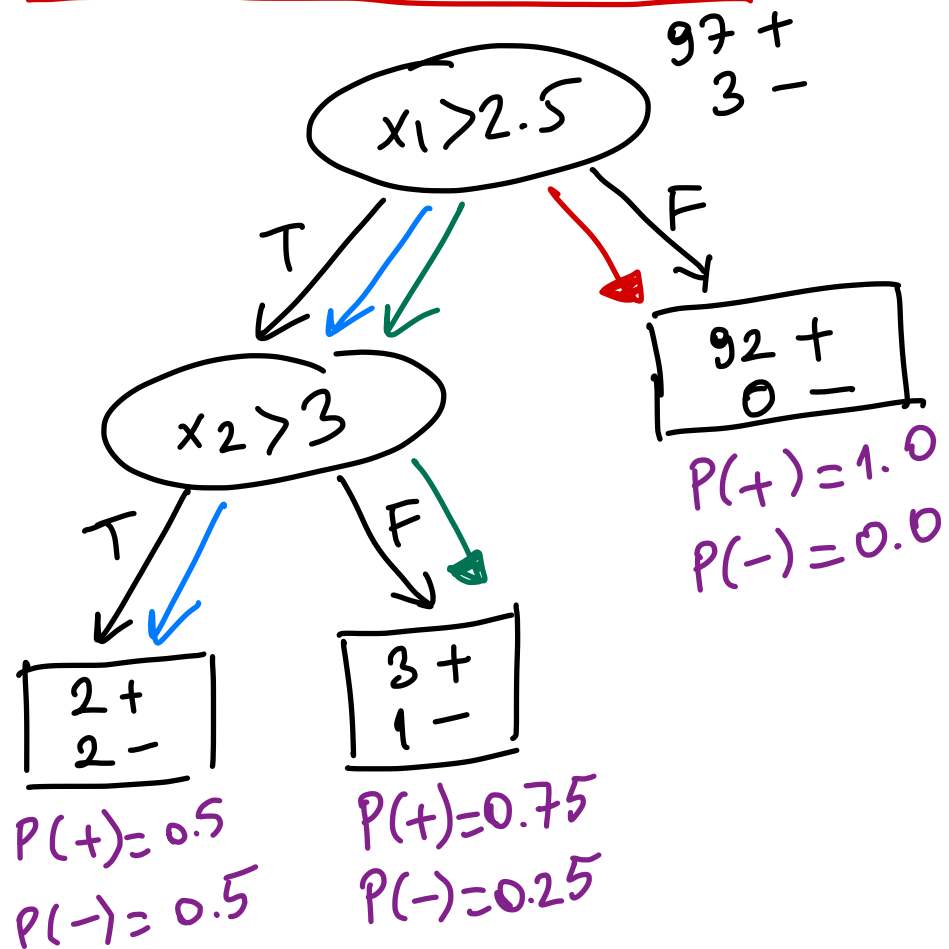 97 +
3 -
x1>2.5
T
F
92 +
0 -
x2>3
P(+)=1.0
P(-)=0.0
T
F
2 +
2 -
3 +
1 -
P(+)=0.5
P(-)=0.5
P(+)=0.75
P(-)=0.25